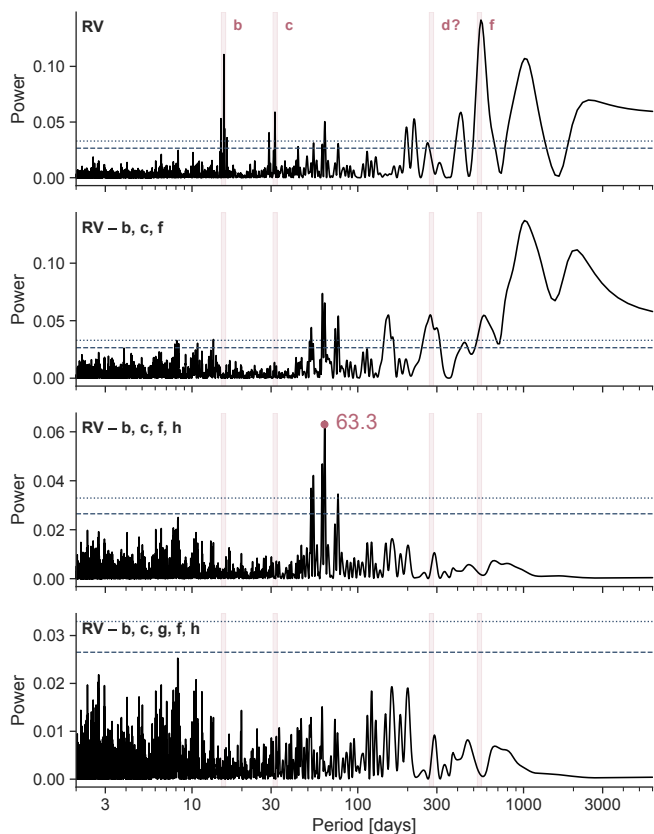 RV
b
c
d?
f
Power
0.10
0.05
0.00
RV – b, c, f
Power
0.10
0.05
0.00
RV – b, c, f, h
63.3
Power
0.06
0.04
0.02
0.00
RV – b, c, g, f, h
Power
0.03
0.02
0.01
0.00
3 10 30 100 300 1000 3000
Period [days]